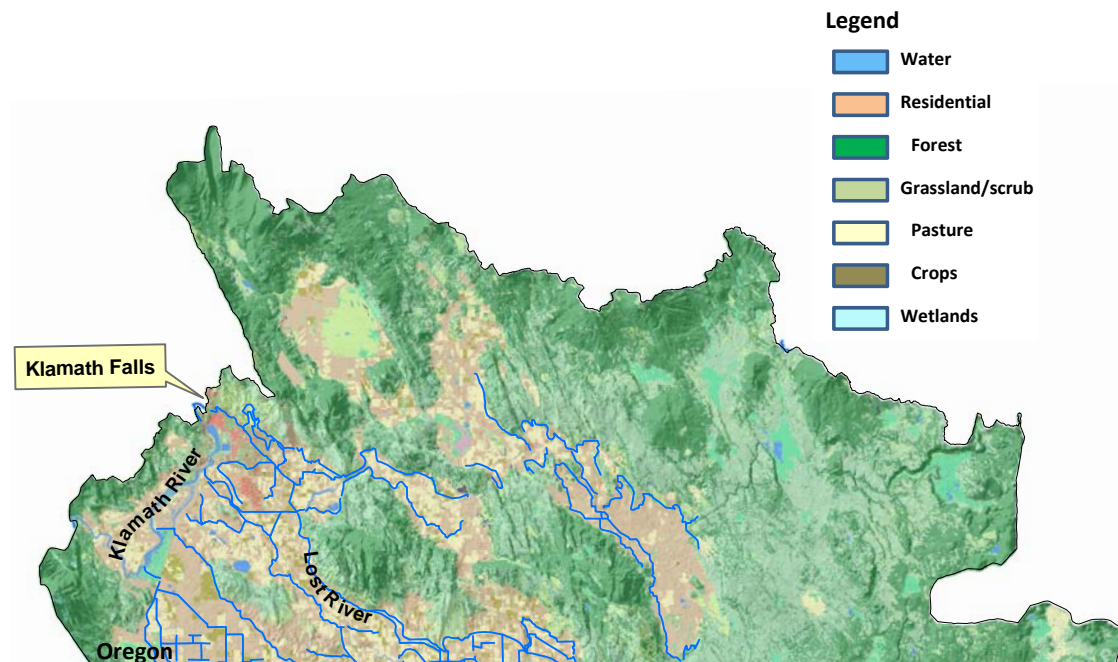 Legend
Water
Residential
Forest
Grassland/scrub
Pasture
Crops
Wetlands
Klamath Falls
Klamath River
Lost River
Oregon